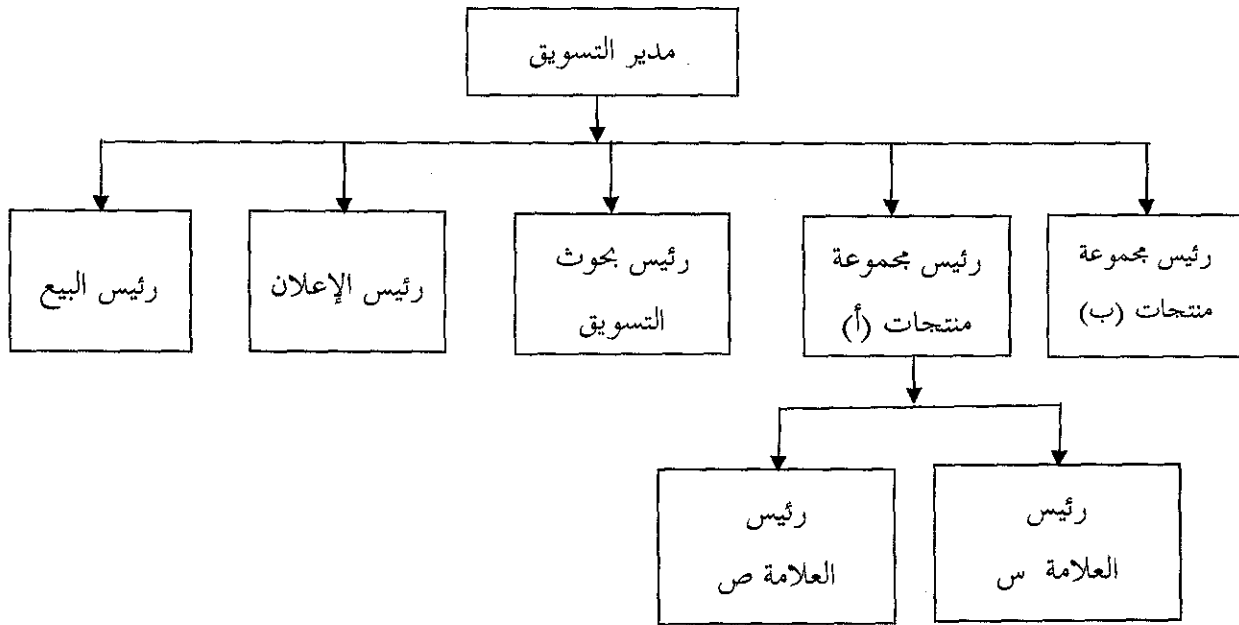 مدير التسويق
رئيس مجموعة
منتجات (ب)
رئيس مجموعة
منتجات (أ)
رئيس بحوث
التسويق
رئيس الإعلان
رئيس البيع
رئيس
العلامة س
رئيس
العلامة ص